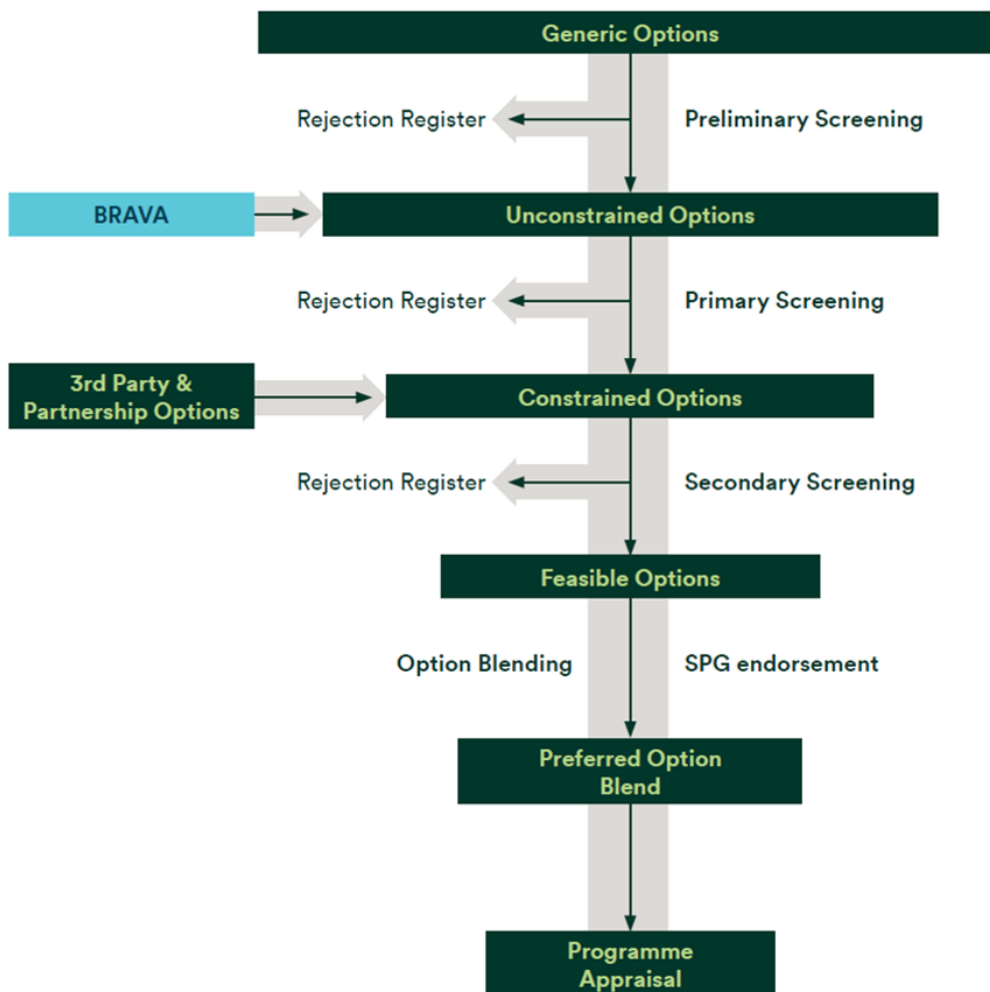 Generic Options
Rejection Register
Preliminary Screening
BRAVA
Unconstrained Options
Rejection Register
Primary Screening
3rd Party &
Partnership Options
Constrained Options
Rejection Register
Secondary Screening
Feasible Options
Option Blending
SPG endorsement
Preferred Option
Blend
Programme
Appraisal